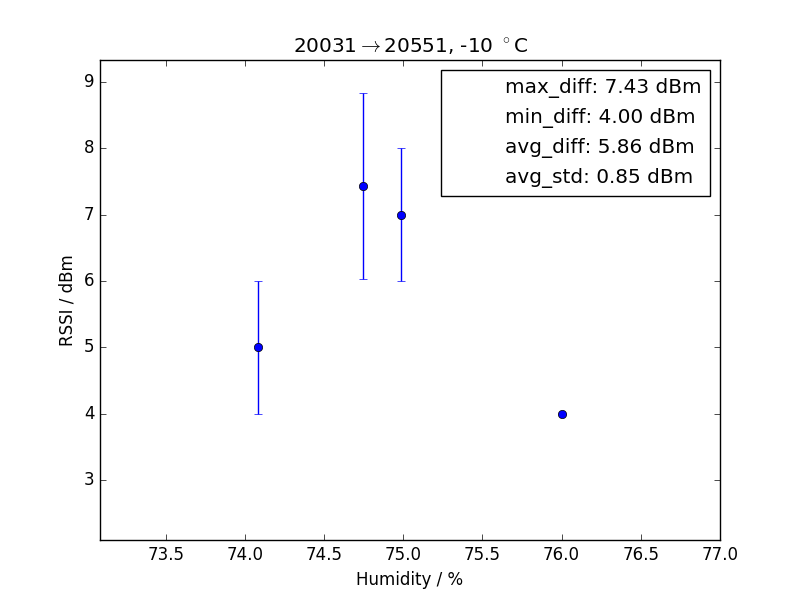 20031→20551, -10 °C
max_diff: 7.43 dBm
min_diff: 4.00 dBm
avg_diff: 5.86 dBm
avg_std: 0.85 dBm
RSSI / dBm
9
8
7
6
5
4
3
73.5 74.0 74.5 75.0 75.5 76.0 76.5 77.0
Humidity / %